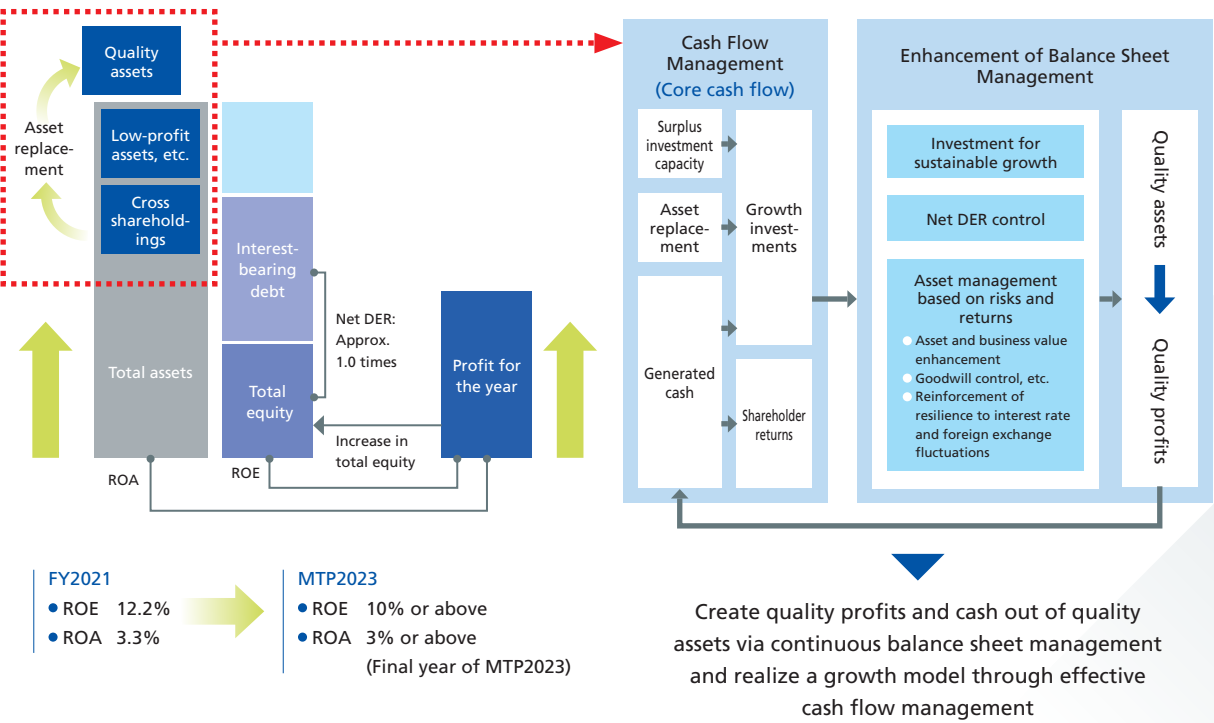 Quality
assets
Asset
replace-
ment
Low-profit
assets, etc.
Cross
sharehold-
ings
Total assets
Interest-
bearing
debt
Total
equity
Net DER:
Approx.
1.0 times
Profit for
the year
Increase in
total equity
ROA
ROE
FY2021
● ROE 12.2%
● ROA 3.3%
MTP2023
● ROE 10% or above
● ROA 3% or above
(Final year of MTP2023)
Cash Flow
Management
(Core cash flow)
Surplus
investment
capacity
Asset
replace-
ment
Generated
cash
Growth
invest-
ments
Shareholder
returns
Enhancement of Balance Sheet
Management
Investment for
sustainable growth
Net DER control
Asset management
based on risks and
returns
● Asset and business value
enhancement
● Goodwill control, etc.
● Reinforcement of
resilience to interest rate
and foreign exchange
fluctuations
Quality assets
Quality profits
Create quality profits and cash out of quality
assets via continuous balance sheet management
and realize a growth model through effective
cash flow management